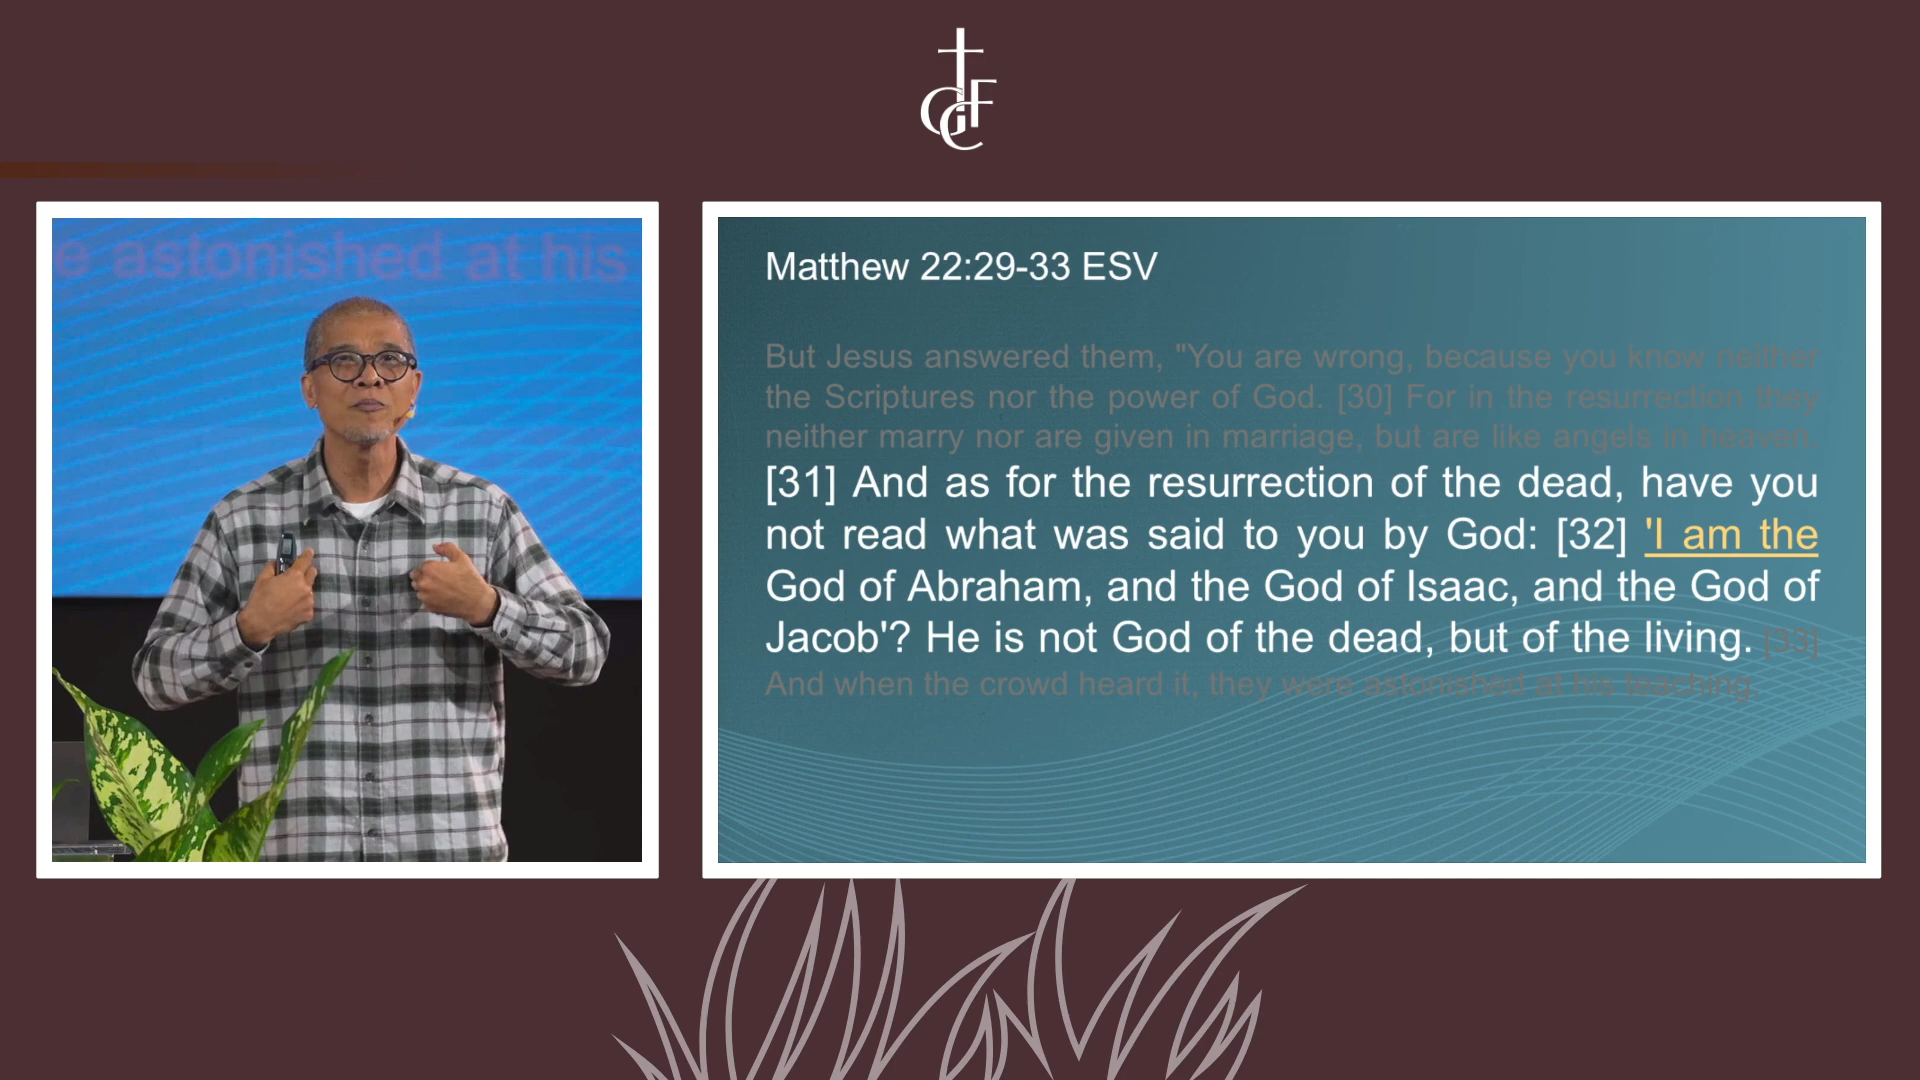 GCF
e astonished at his
Matthew 22:29-33 ESV
But Jesus answered them, "You are wrong, because you know neither
the Scriptures nor the power of God. [30] For in the resurrection they
neither marry nor are given in marriage, but are like angels in heaven.
[31] And as for the resurrection of the dead, have you
not read what was said to you by God: [32] 'I am the
God of Abraham, and the God of Isaac, and the God of
Jacob'? He is not God of the dead, but of the living. [33]
And when the crowd heard it, they were astonished at his teaching.